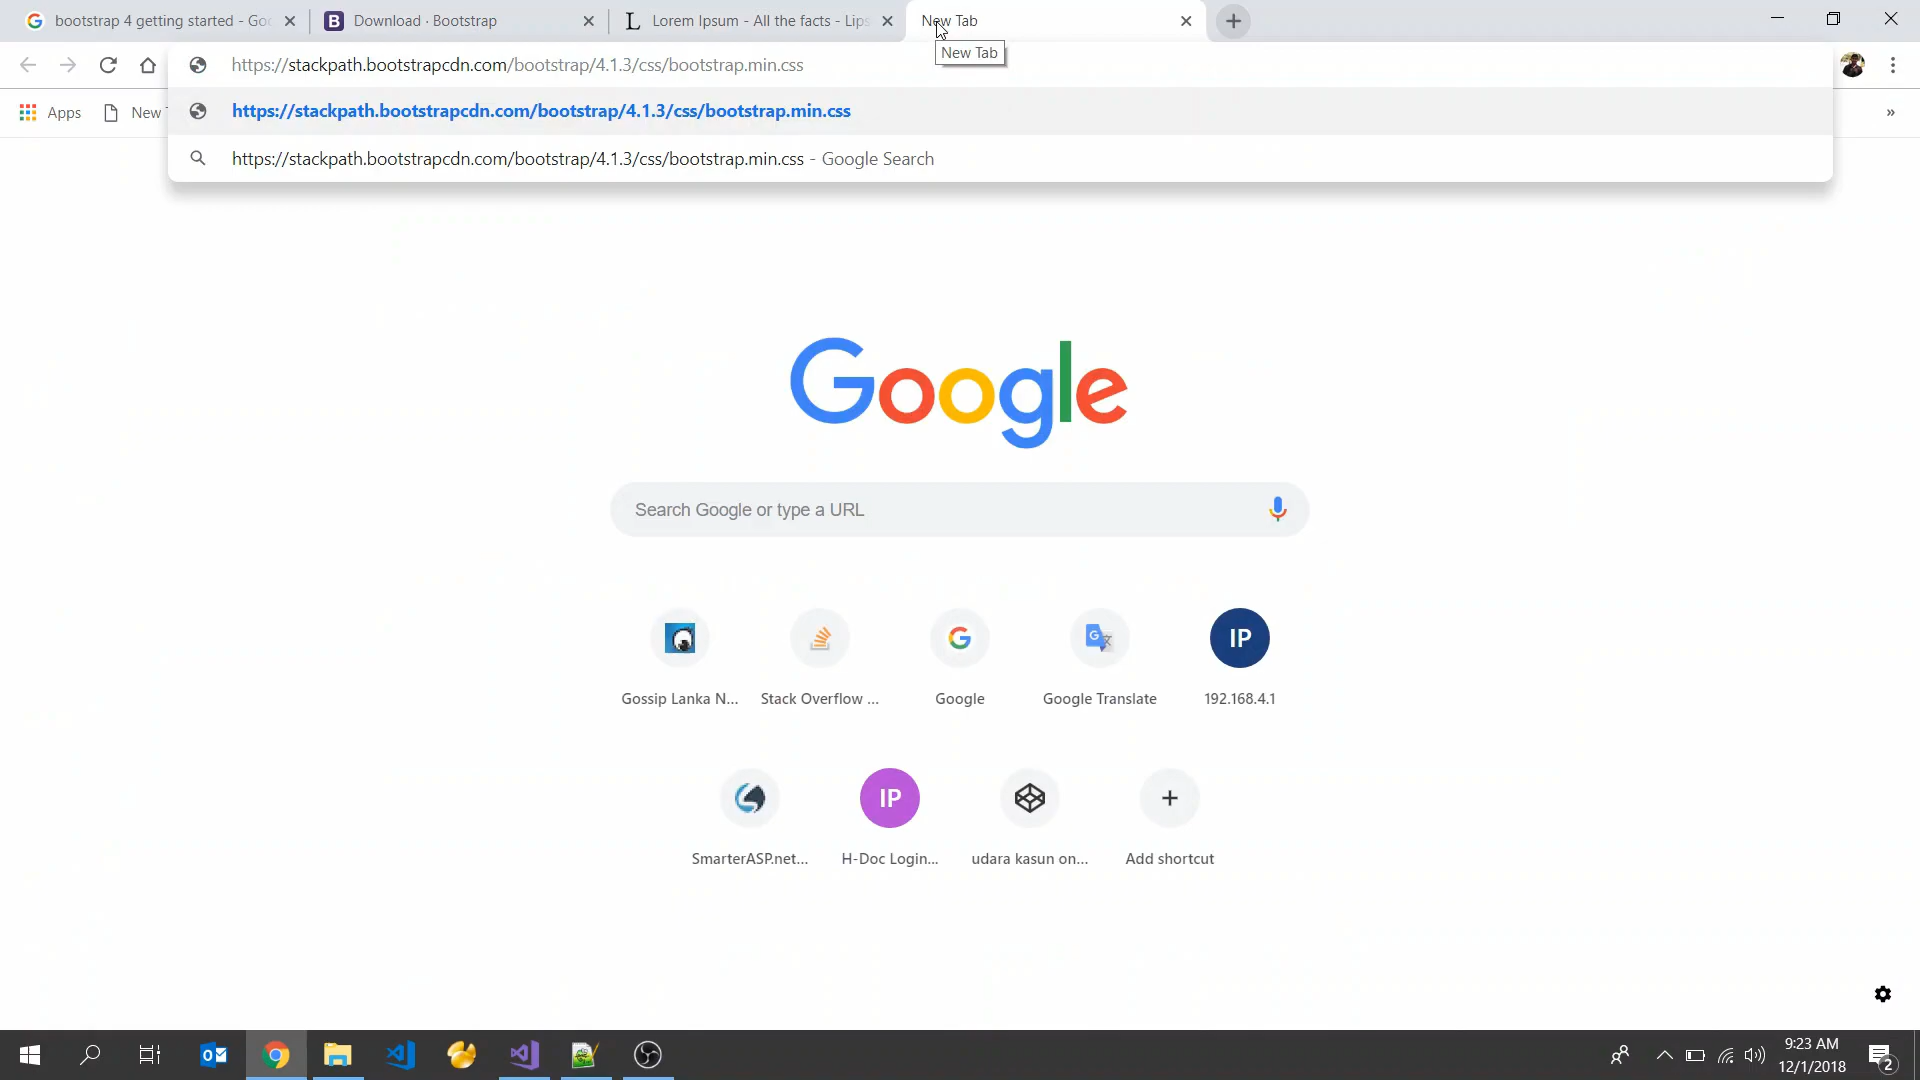 bootstrap 4 getting started - Goo
Download · Bootstrap
Lorem Ipsum - All the facts - Lips
New Tab
New Tab
https://stackpath.bootstrapcdn.com/bootstrap/4.1.3/css/bootstrap.min.css
Apps
New
»
https://stackpath.bootstrapcdn.com/bootstrap/4.1.3/css/bootstrap.min.css
https://stackpath.bootstrapcdn.com/bootstrap/4.1.3/css/bootstrap.min.css - Google Search
Google
Search Google or type a URL
IP
Gossip Lanka N...
Stack Overflow ...
Google
Google Translate
192.168.4.1
IP
SmarterASP.net...
H-Doc Login...
udara kasun on...
Add shortcut
9:23 AM
12/1/2018
2